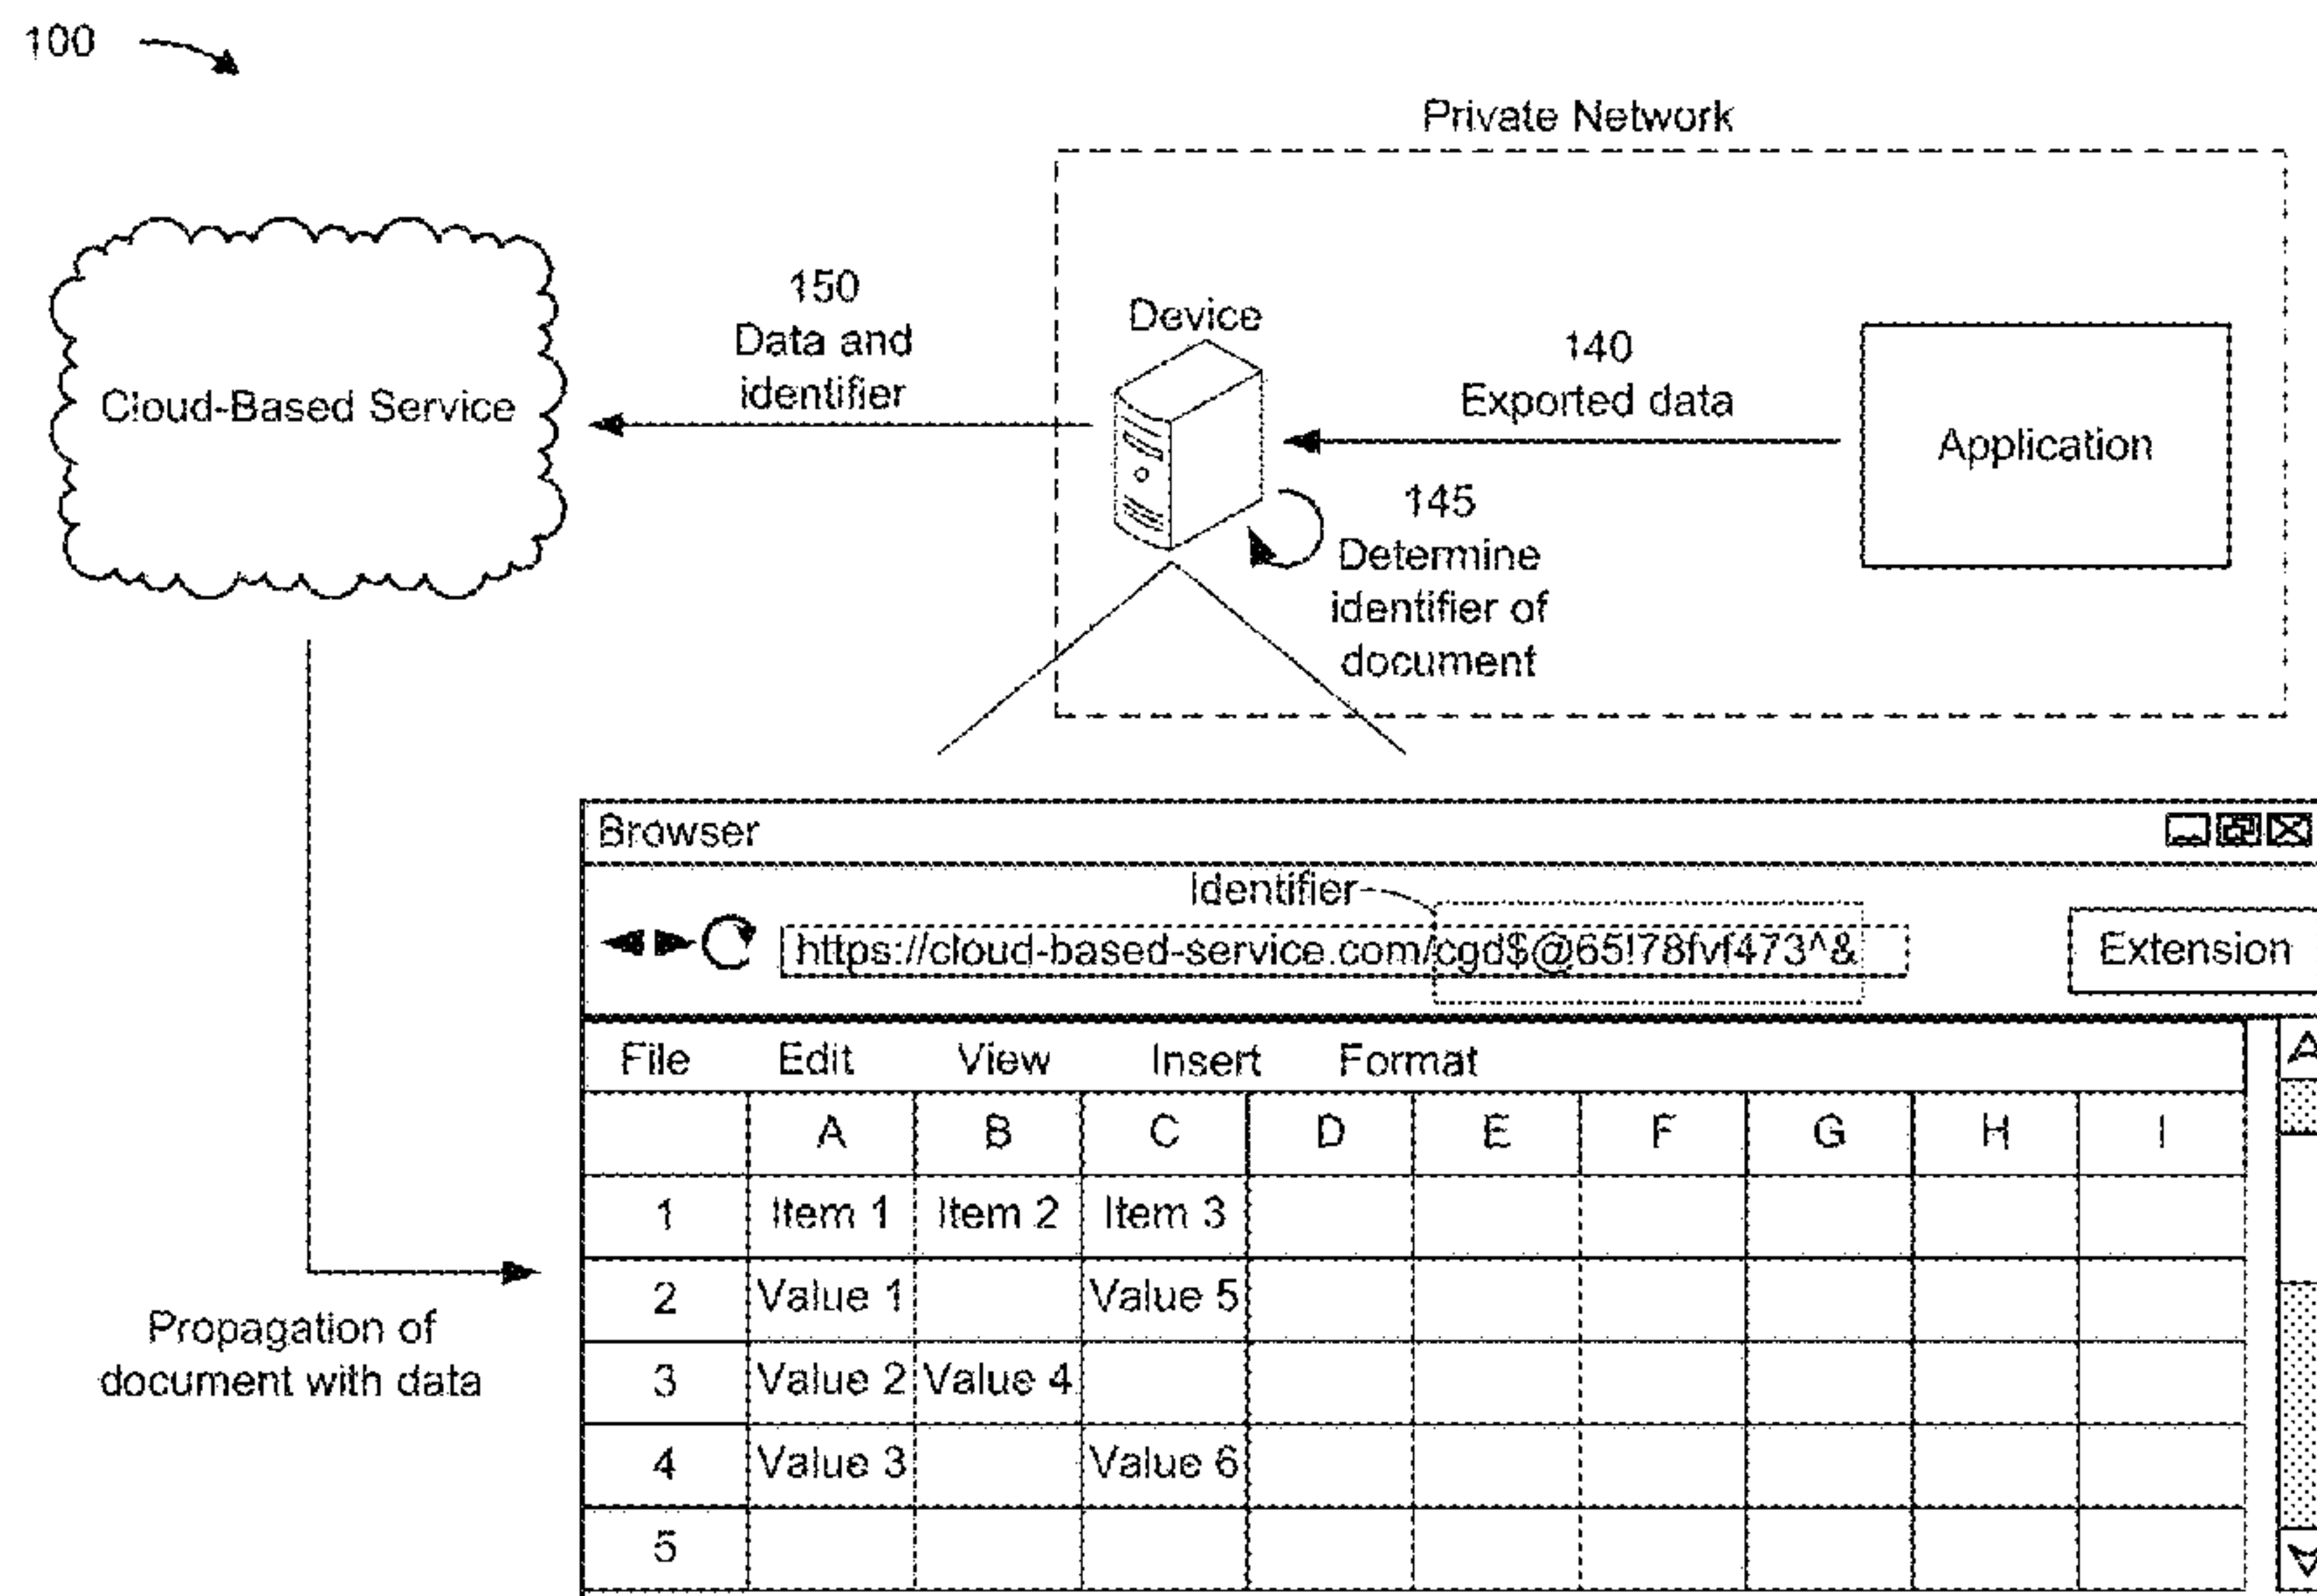 100
Private Network
Cloud-Based Service
150
Data and
identifier
Device
140
Exported data
Application
145
Determine
identifier of
document
Propagation of
document with data
Browser
Identifier
https://cloud-based-service.com/cgd$@65!78fvf473^&
Extension
File Edit View Insert Format
A B C D E F G H I
1 Item 1 Item 2 Item 3
2 Value 1 Value 5
3 Value 2 Value 4
4 Value 3 Value 6
5